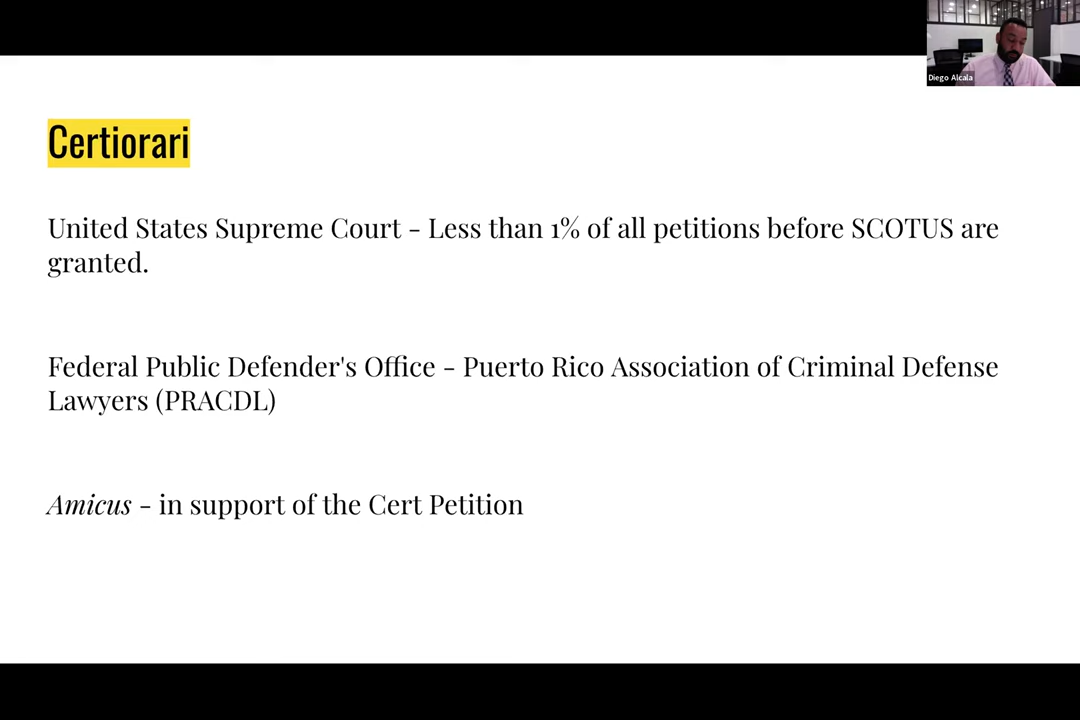 Diego Alcala
Certiorari
United States Supreme Court - Less than 1% of all petitions before SCOTUS are
granted.
Federal Public Defender's Office - Puerto Rico Association of Criminal Defense
Lawyers (PRACDL)
Amicus - in support of the Cert Petition